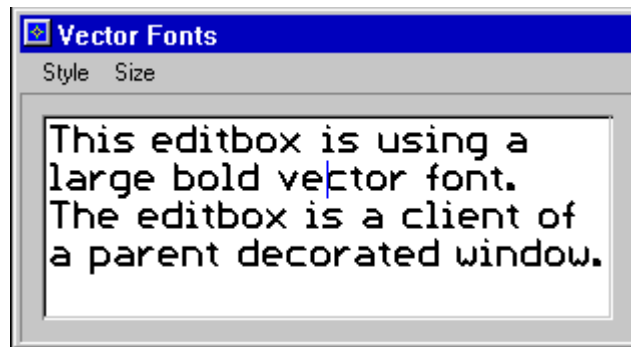 Vector Fonts
Style Size
This editbox is using a
large bold vector font.
The editbox is a client of
a parent decorated window.